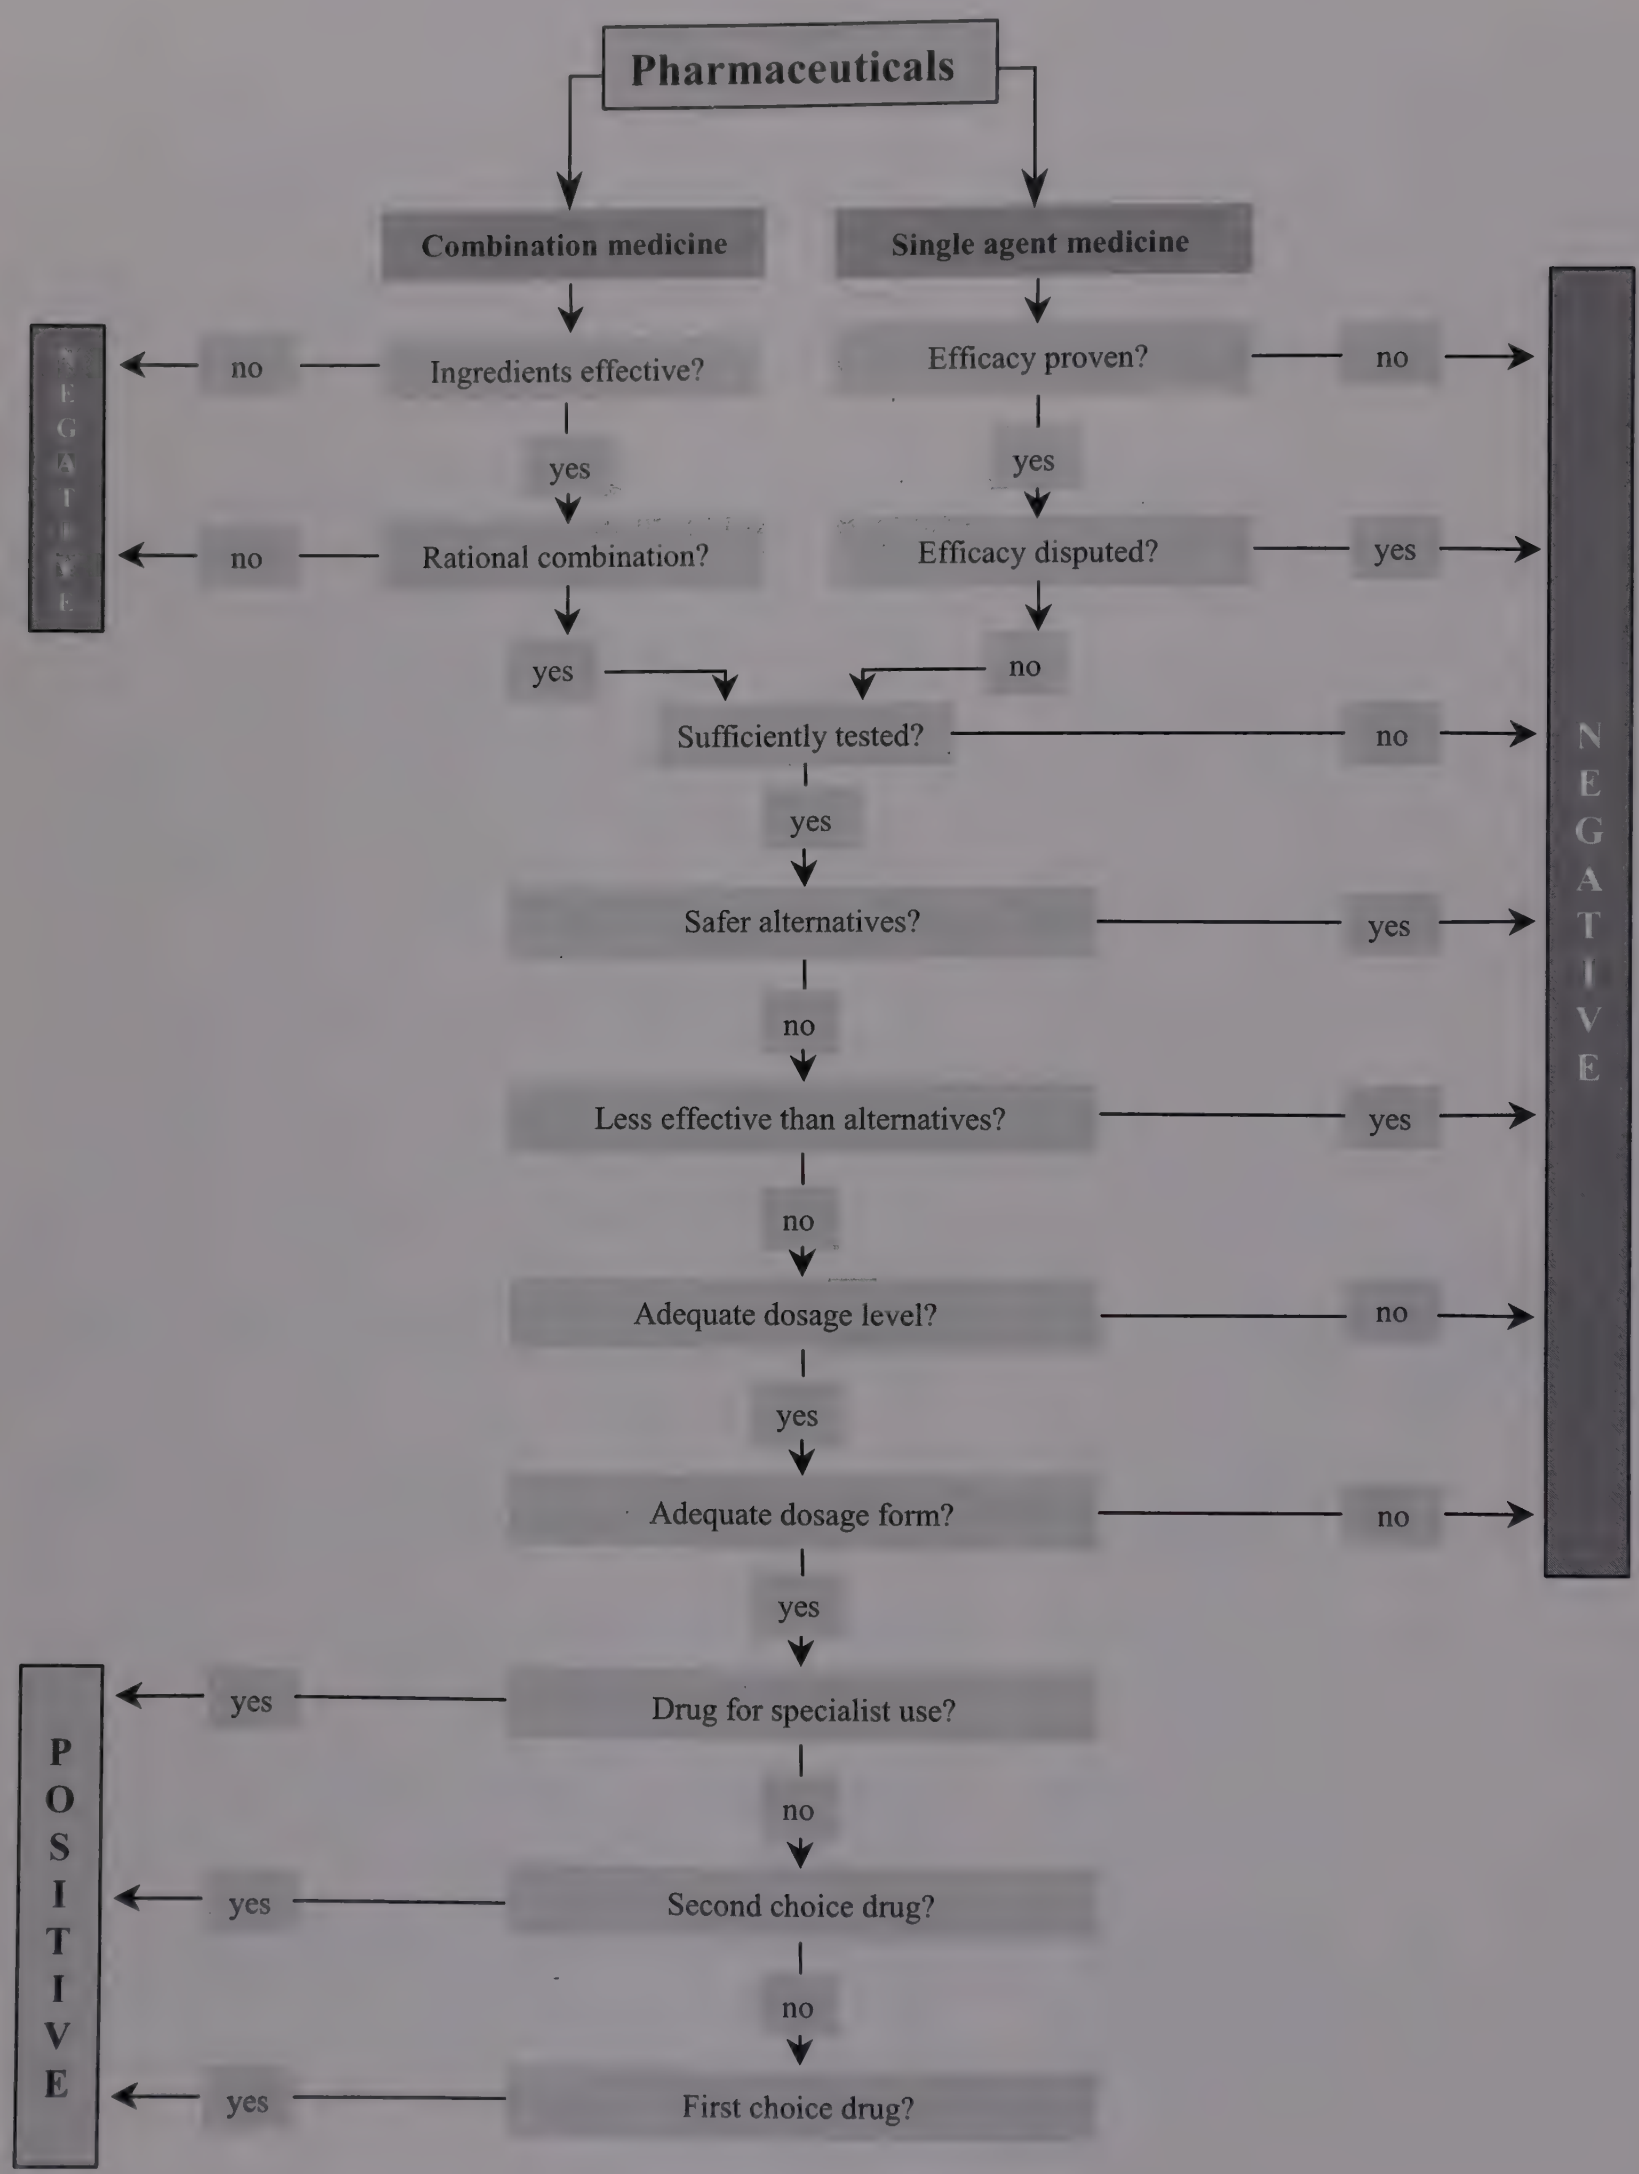 Pharmaceuticals
Combination medicine
Single agent medicine
Ingredients effective?
no
Efficacy proven?
no
yes
yes
Rational combination?
no
Efficacy disputed?
yes
yes
no
NEGATIVE
Sufficiently tested?
no
yes
Safer alternatives?
yes
no
Less effective than alternatives?
yes
no
Adequate dosage level?
no
yes
Adequate dosage form?
no
yes
NEGATIVE
Drug for specialist use?
yes
no
Second choice drug?
yes
no
First choice drug?
yes
POSITIVE